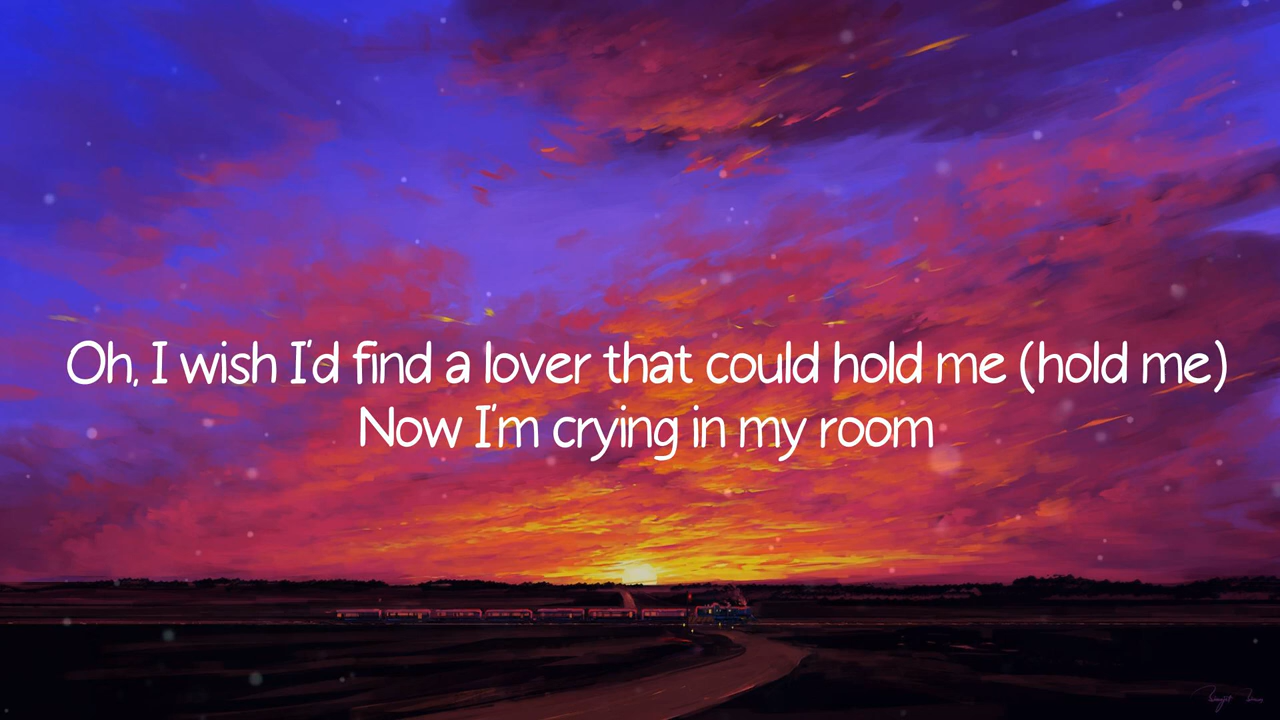 Oh, I wish I'd find a lover that could hold me (hold me)
Now I'm crying in my room